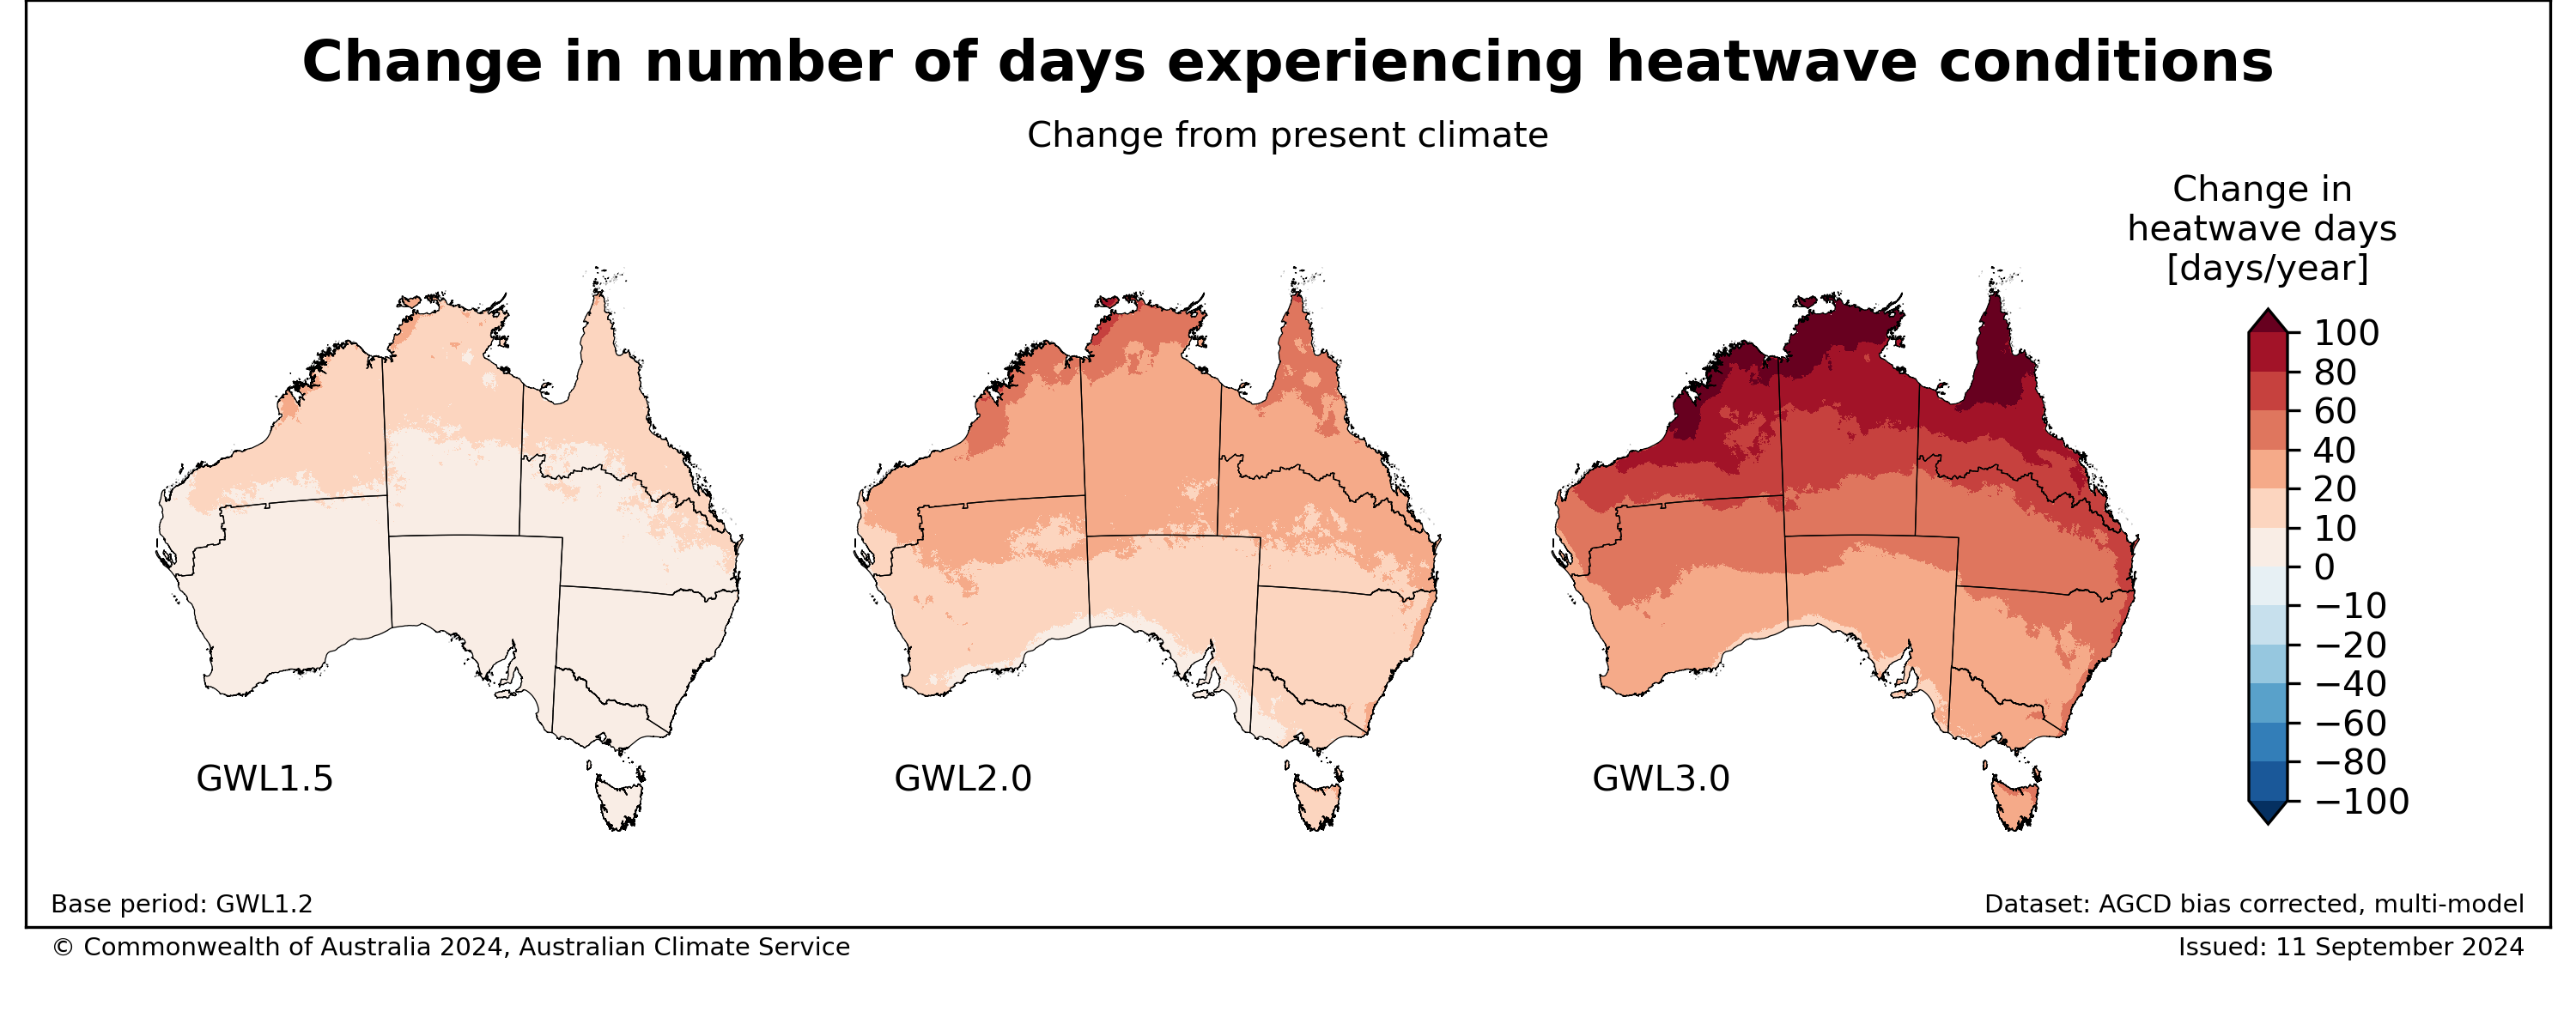 Change in number of days experiencing heatwave conditions
Change from present climate
Change in
heatwave days
[days/year]
100
80
60
40
20
10
0
−10
−20
−40
−60
−80
−100
GWL1.5
GWL2.0
GWL3.0
Base period: GWL1.2
Dataset: AGCD bias corrected, multi-model
© Commonwealth of Australia 2024, Australian Climate Service
Issued: 11 September 2024